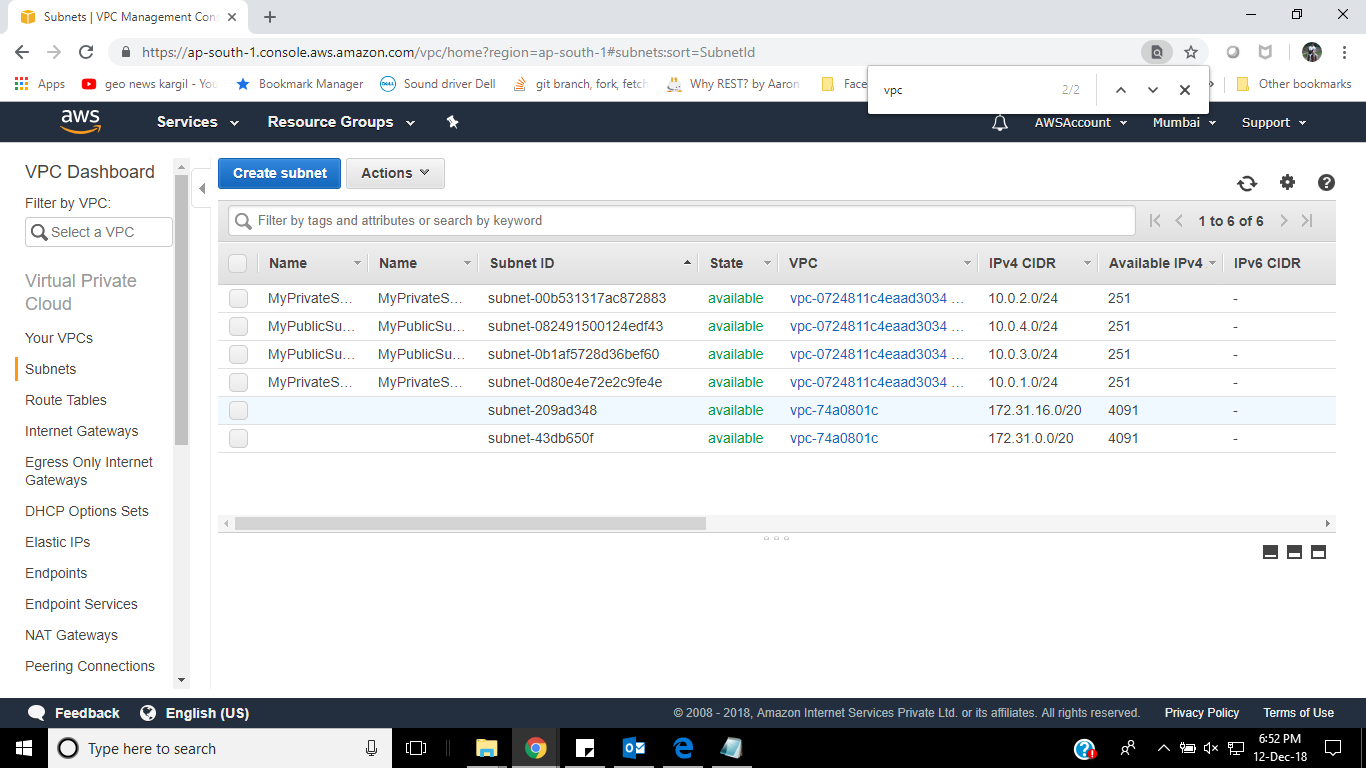 Subnets | VPC Management Con
https://ap-south-1.console.aws.amazon.com/vpc/home?region=ap-south-1#subnets:sort=SubnetId
Apps geo news kargil - You Bookmark Manager Sound driver Dell git branch, fork, fetch Why REST? by Aaron Face Other bookmarks
vpc 2/2
aws Services Resource Groups AWSAccount Mumbai Support
VPC Dashboard
Filter by VPC:
Select a VPC
Virtual Private
Cloud
Your VPCs
Subnets
Route Tables
Internet Gateways
Egress Only Internet
Gateways
DHCP Options Sets
Elastic IPs
Endpoints
Endpoint Services
NAT Gateways
Peering Connections
Create subnet Actions
Filter by tags and attributes or search by keyword 1 to 6 of 6
Name Name Subnet ID State VPC IPv4 CIDR Available IPv4 IPv6 CIDR
MyPrivateS... MyPrivateS... subnet-00b531317ac872883 available vpc-0724811c4eaad3034 ... 10.0.2.0/24 251 -
MyPublicSu... MyPublicSu... subnet-082491500124edf43 available vpc-0724811c4eaad3034 ... 10.0.4.0/24 251 -
MyPublicSu... MyPublicSu... subnet-0b1af5728d36bef60 available vpc-0724811c4eaad3034 ... 10.0.3.0/24 251 -
MyPrivateS... MyPrivateS... subnet-0d80e4e72e2c9fe4e available vpc-0724811c4eaad3034 ... 10.0.1.0/24 251 -
subnet-209ad348 available vpc-74a0801c 172.31.16.0/20 4091 -
subnet-43db650f available vpc-74a0801c 172.31.0.0/20 4091 -
Feedback English (US) © 2008 - 2018, Amazon Internet Services Private Ltd. or its affiliates. All rights reserved. Privacy Policy Terms of Use
Type here to search
6:52 PM
12-Dec-18